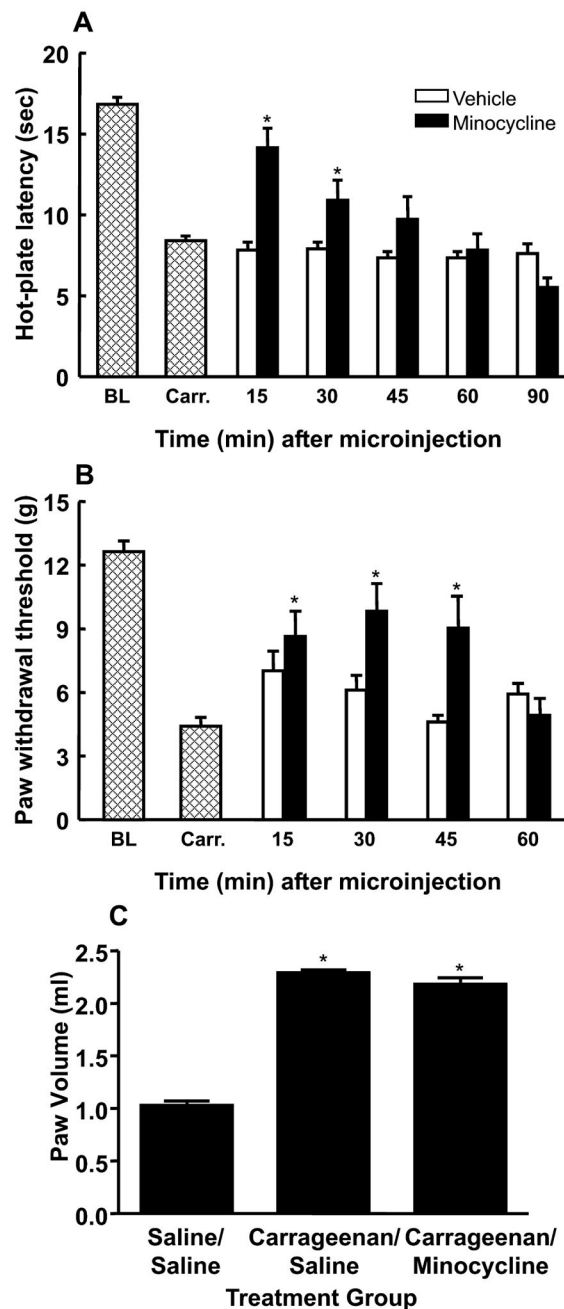 A
Hot-plate latency (sec)
20
15
10
5
0
Vehicle
Minocycline
*
*
BL Carr. 15 30 45 60 90
Time (min) after microinjection
B
Paw withdrawal threshold (g)
15
12
9
6
3
0
*
*
*
BL Carr. 15 30 45 60
Time (min) after microinjection
C
Paw Volume (ml)
2.5
2.0
1.5
1.0
0.5
0.0
*
*
Saline/ Carrageenan/ Carrageenan/
Saline Saline Minocycline
Treatment Group